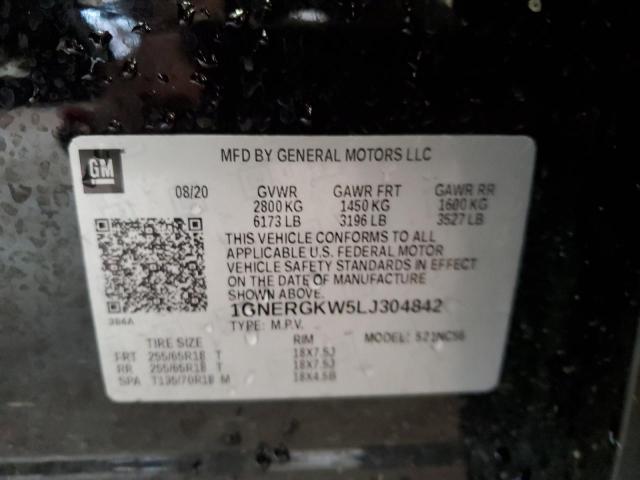 GM
MFD BY GENERAL MOTORS LLC
08/20 GVWR GAWR FRT GAWR RR
2800 KG 1450 KG 1600 KG
6173 LB 3196 LB 3527 LB
THIS VEHICLE CONFORMS TO ALL
APPLICABLE U.S. FEDERAL MOTOR
VEHICLE SAFETY STANDARDS IN EFFECT
ON THE DATE OF MANUFACTURE
SHOWN ABOVE.
1GNERGKW5LJ304842
TYPE: M.P.V. MODEL: 521NC56
TIRE SIZE RIM
FRT 255/65R18 T 18X7.5J
RR 255/65R18 T 18X7.5J
SPA T135/70R18 M 18X4.5B